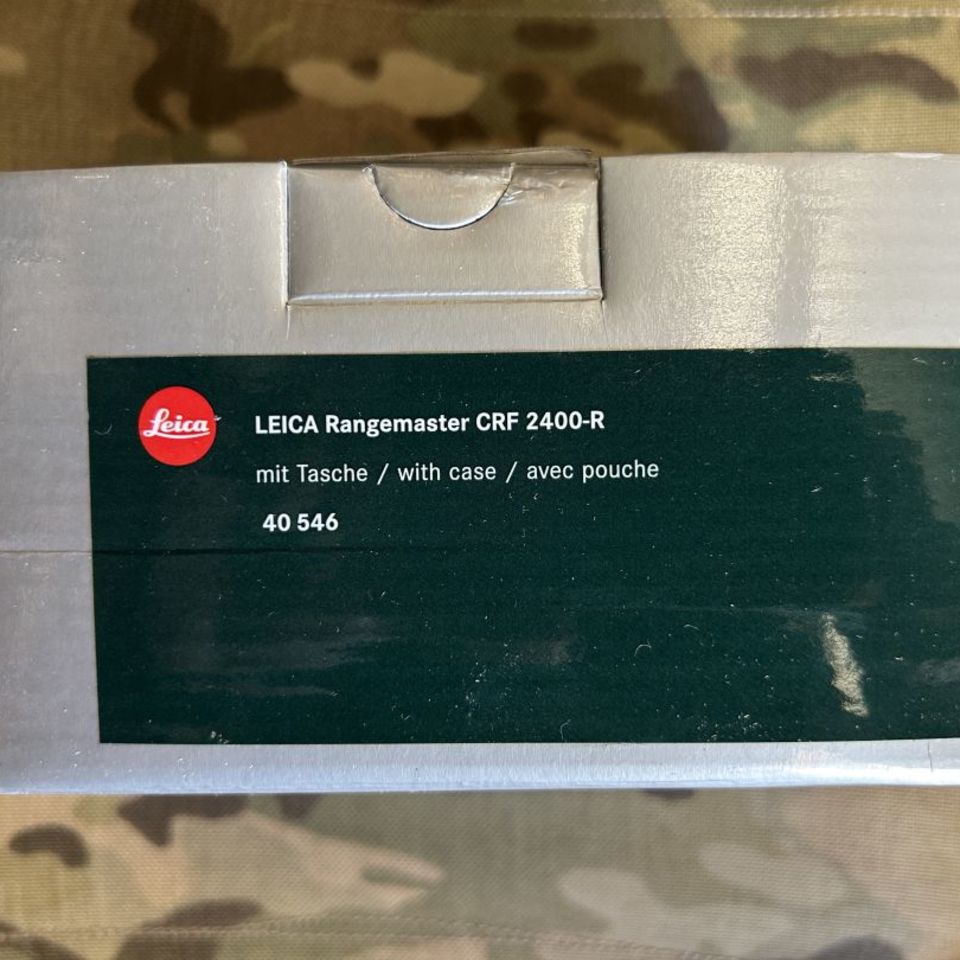 Leica
LEICA Rangemaster CRF 2400-R
mit Tasche / with case / avec pouche
40 546